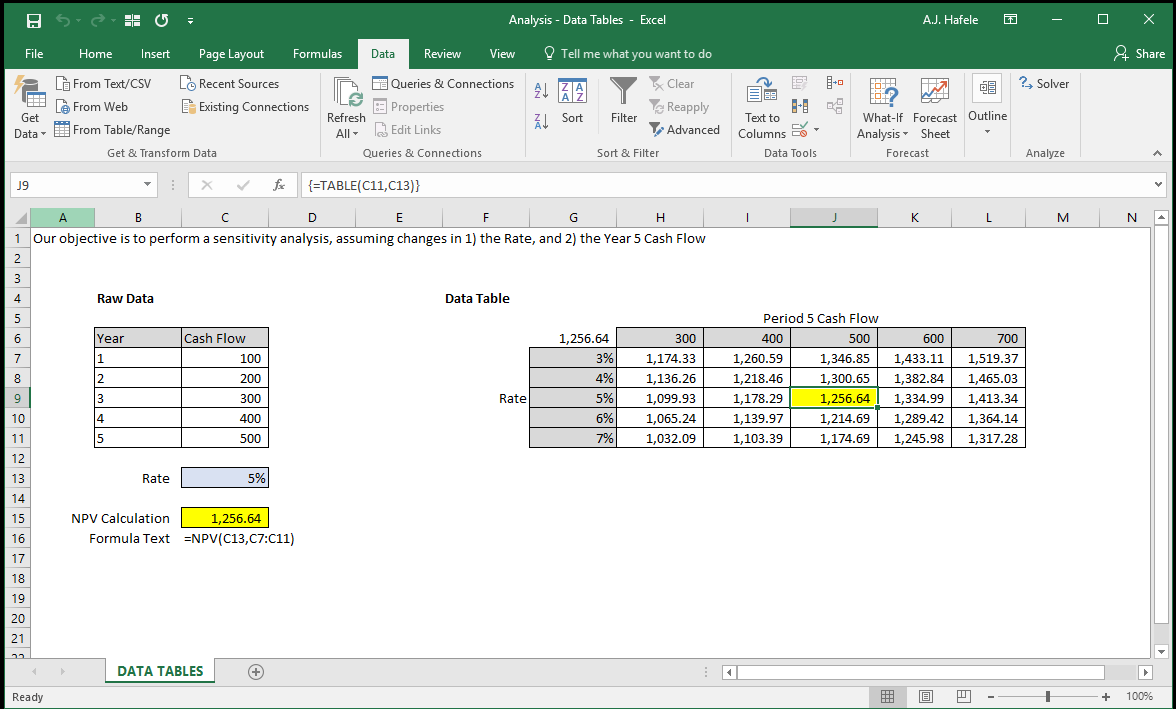 Analysis - Data Tables - Excel
A.J. Hafele
File Home Insert Page Layout Formulas Data Review View Tell me what you want to do Share
Get Data
From Text/CSV
From Web
From Table/Range
Recent Sources
Existing Connections
Get & Transform Data
Refresh All
Queries & Connections
Properties
Edit Links
Queries & Connections
Sort
Filter
Clear
Reapply
Advanced
Sort & Filter
Text to Columns
Data Tools
What-If Analysis
Forecast Sheet
Forecast
Outline
Solver
Analyze
J9 fx {=TABLE(C11,C13)}
A B C D E F G H I J K L M N
1 Our objective is to perform a sensitivity analysis, assuming changes in 1) the Rate, and 2) the Year 5 Cash Flow
2
3
4 Raw Data Data Table
5 Period 5 Cash Flow
6 Year Cash Flow 1,256.64 300 400 500 600 700
7 1 100 3% 1,174.33 1,260.59 1,346.85 1,433.11 1,519.37
8 2 200 4% 1,136.26 1,218.46 1,300.65 1,382.84 1,465.03
9 3 300 Rate 5% 1,099.93 1,178.29 1,256.64 1,334.99 1,413.34
10 4 400 6% 1,065.24 1,139.97 1,214.69 1,289.42 1,364.14
11 5 500 7% 1,032.09 1,103.39 1,174.69 1,245.98 1,317.28
12
13 Rate 5%
14
15 NPV Calculation 1,256.64
16 Formula Text =NPV(C13,C7:C11)
17
18
19
20
21
22
DATA TABLES
Ready 100%